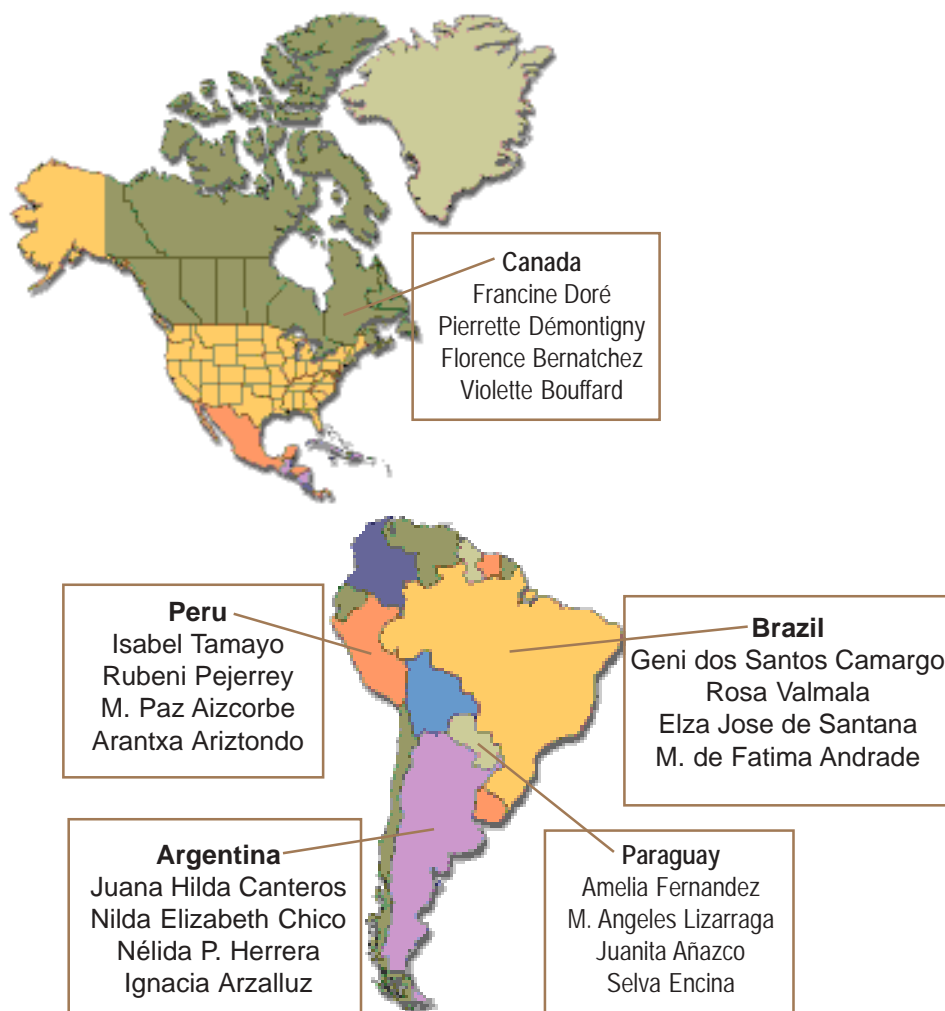 Canada
Francine Doré
Pierrette Démontigny
Florence Bernatchez
Violette Bouffard
Peru
Isabel Tamayo
Rubeni Pejerrey
M. Paz Aizcorbe
Arantxa Ariztondo
Brazil
Geni dos Santos Camargo
Rosa Valmala
Elza Jose de Santana
M. de Fatima Andrade
Argentina
Juana Hilda Canteros
Nilda Elizabeth Chico
Nélida P. Herrera
Ignacia Arzalluz
Paraguay
Amelia Fernandez
M. Angeles Lizarraga
Juanita Añazco
Selva Encina